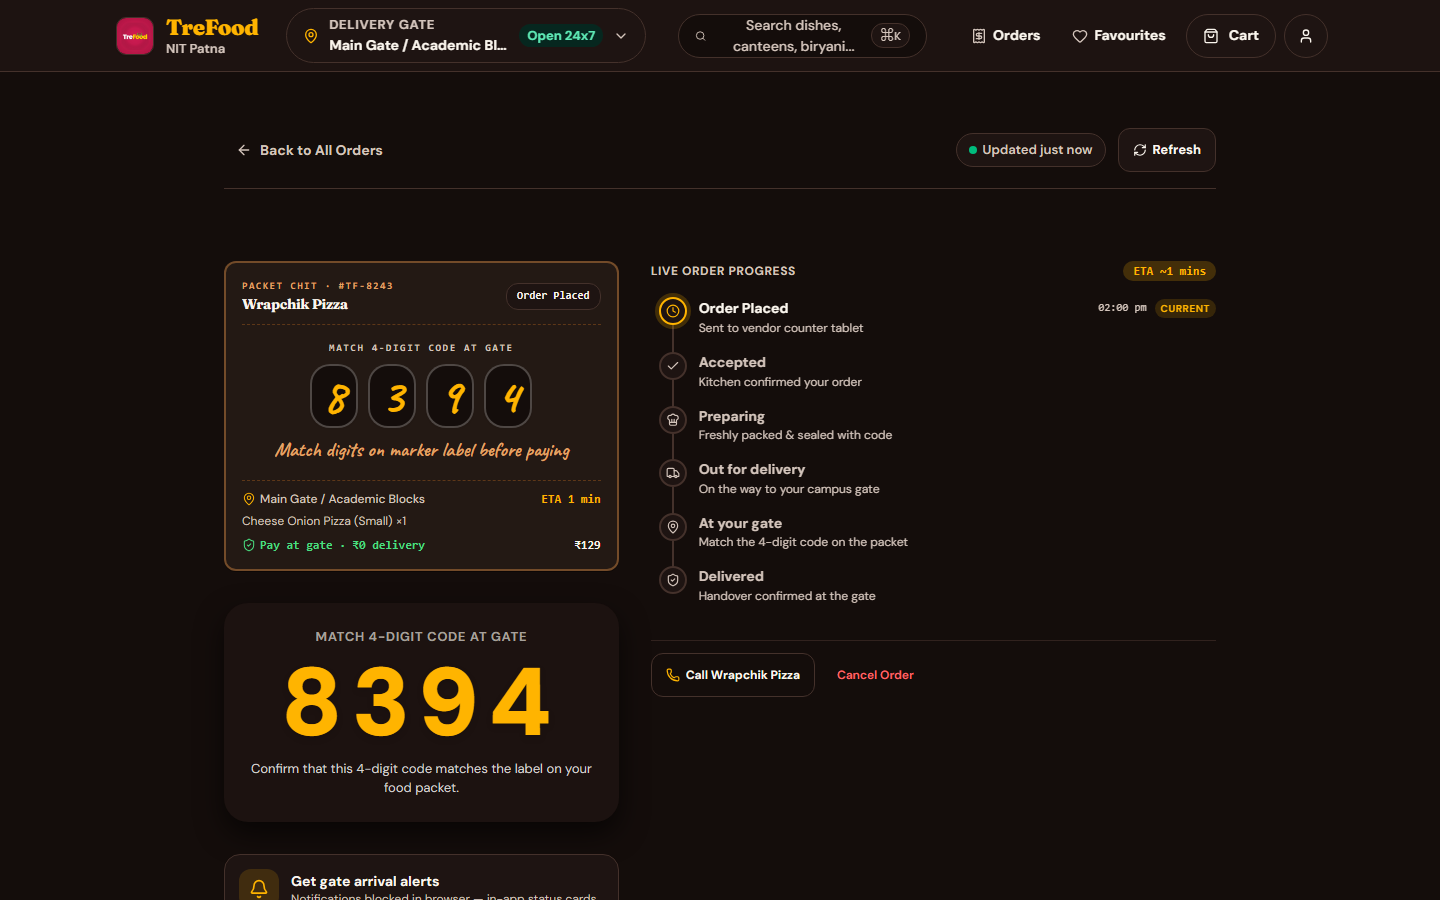 TreFood
TreFood
NIT Patna
DELIVERY GATE
Main Gate / Academic Bl...
Open 24x7
Search dishes,
canteens, biryani...
⌘K
Orders
Favourites
Cart
Back to All Orders
Updated just now
Refresh
PACKET CHIT · #TF-8243
Wrapchik Pizza
Order Placed
MATCH 4-DIGIT CODE AT GATE
8 3 9 4
Match digits on marker label before paying
Main Gate / Academic Blocks
ETA 1 min
Cheese Onion Pizza (Small) ×1
Pay at gate · ₹0 delivery
₹129
MATCH 4-DIGIT CODE AT GATE
8394
Confirm that this 4-digit code matches the label on your
food packet.
Get gate arrival alerts
Notifications blocked in browser — in-app status cards
LIVE ORDER PROGRESS
ETA ~1 mins
Order Placed
02:00 pm
CURRENT
Sent to vendor counter tablet
Accepted
Kitchen confirmed your order
Preparing
Freshly packed & sealed with code
Out for delivery
On the way to your campus gate
At your gate
Match the 4-digit code on the packet
Delivered
Handover confirmed at the gate
Call Wrapchik Pizza
Cancel Order